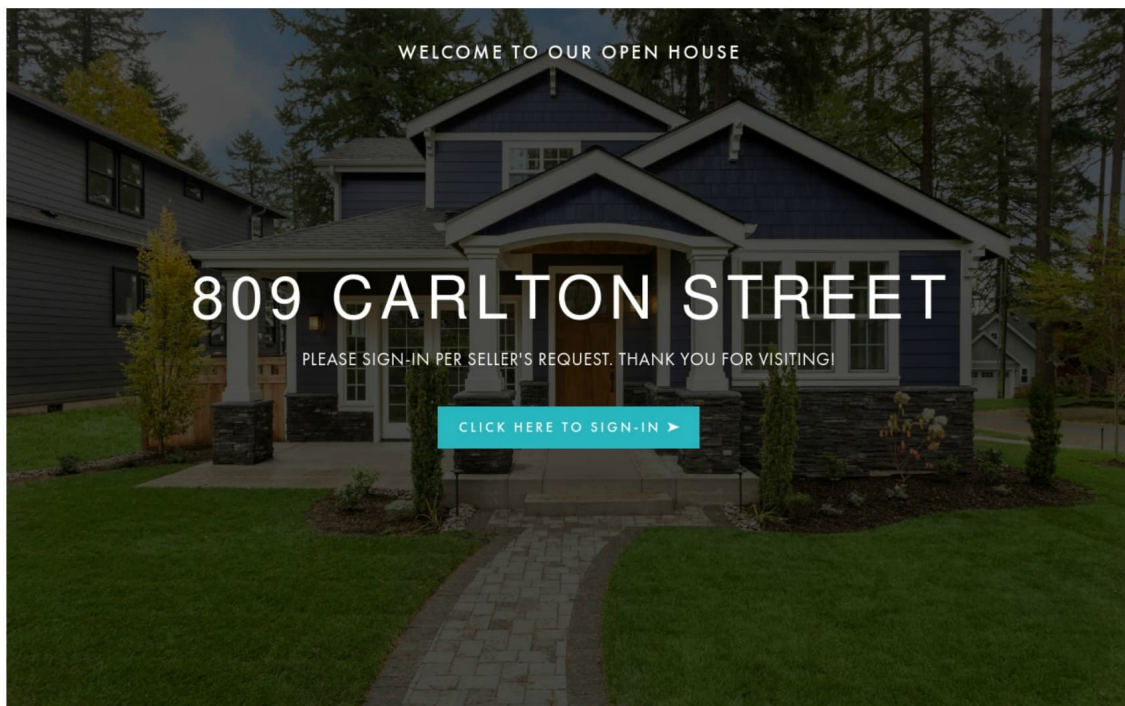 WELCOME TO OUR OPEN HOUSE
809 CARLTON STREET
PLEASE SIGN-IN PER SELLER'S REQUEST. THANK YOU FOR VISITING!
CLICK HERE TO SIGN-IN ➤